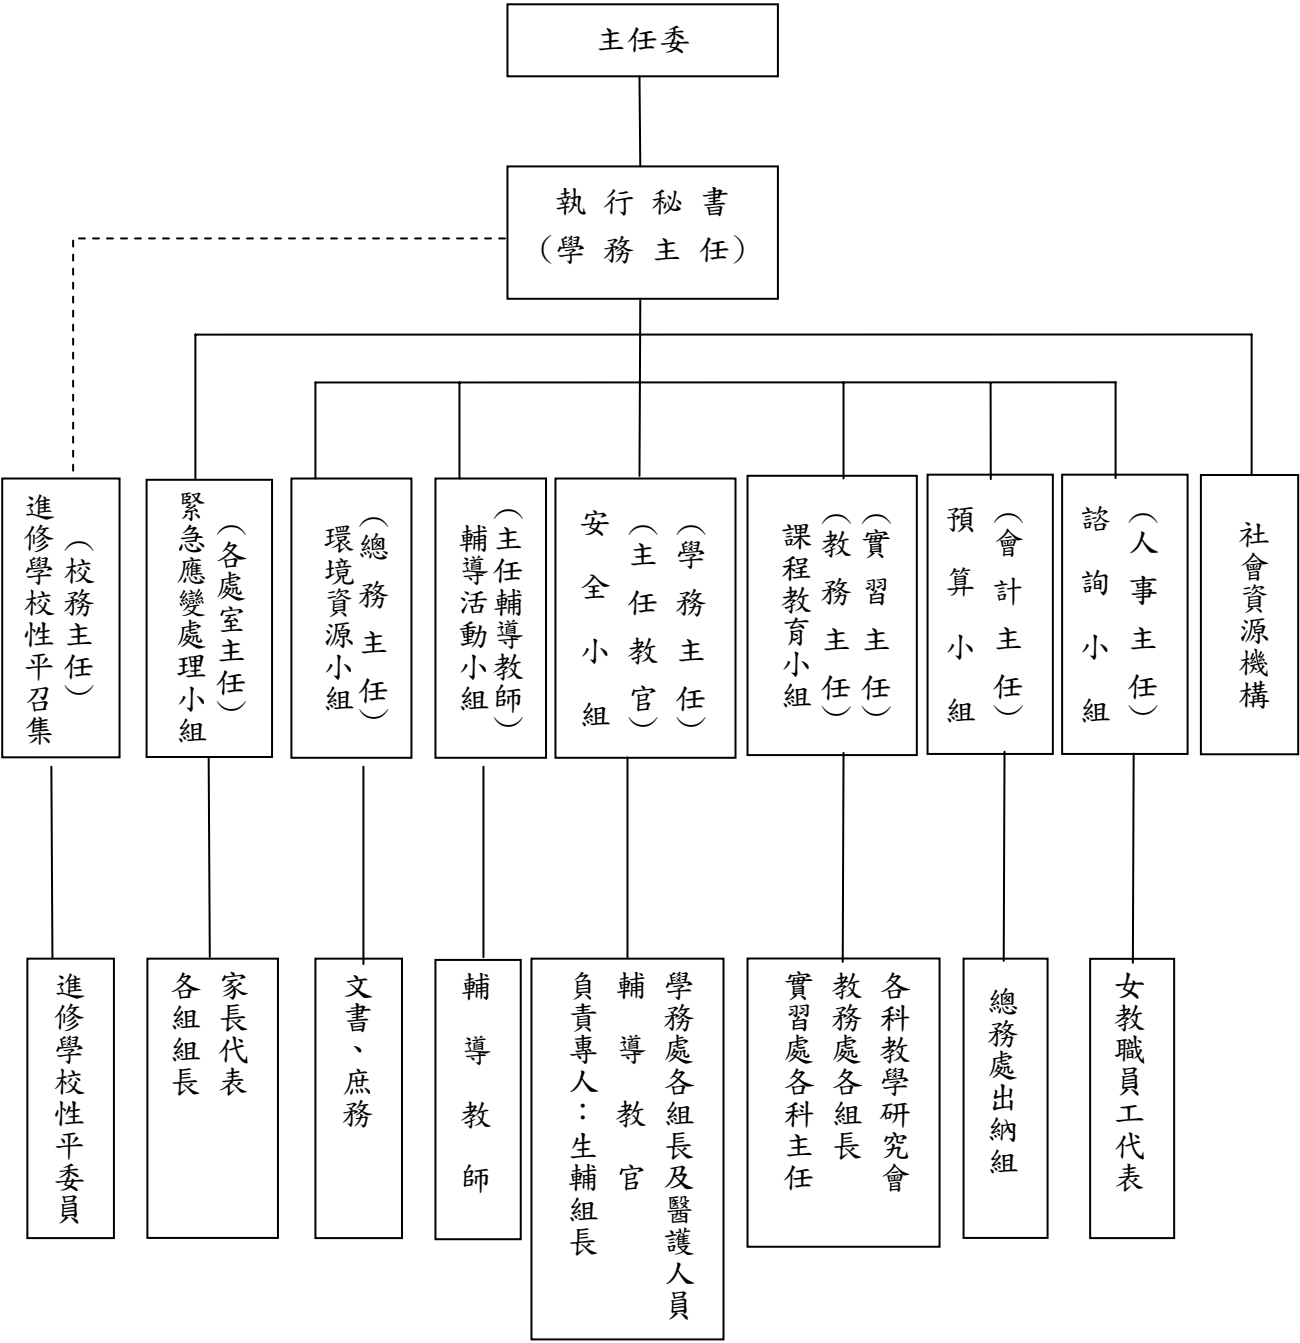 主任委
執行秘書
（學務主任）
進修學校性平召集
（校務主任）
緊急應變處理小組
（各處室主任）
環境資源小組
（總務主任）
輔導活動小組
（主任輔導教師）
安全小組
（主任教官）
（學務主任）
課程教育小組
（教務主任）
（實習主任）
預算小組
（會計主任）
諮詢小組
（人事主任）
社會資源機構
進修學校性平委員
各組組長
家長代表
文書、庶務
輔導教師
負責專人：生輔組長
輔導教官
學務處各組長及醫護人員
實習處各科主任
教務處各組長
各科教學研究會
總務處出納組
女教職員工代表